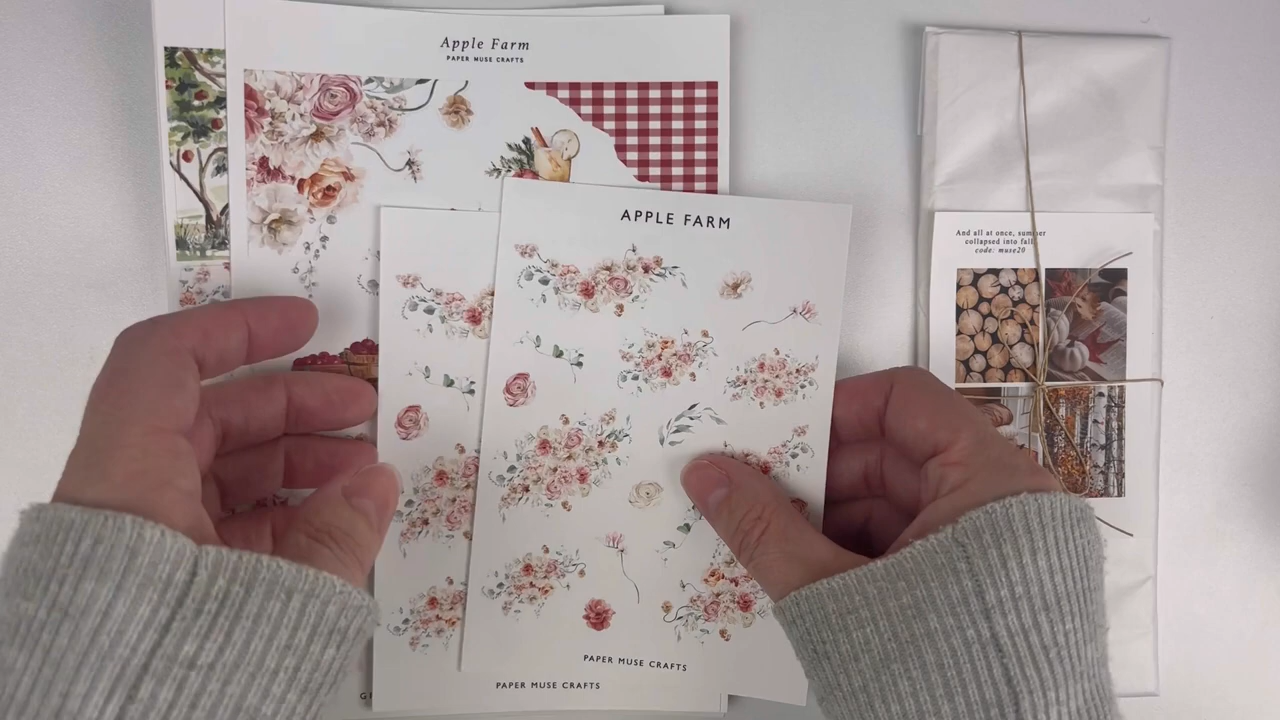 Apple Farm
PAPER MUSE CRAFTS
APPLE FARM
PAPER MUSE CRAFTS
PAPER MUSE CRAFTS
And all at once, summer
collapsed into fall
code: muse20